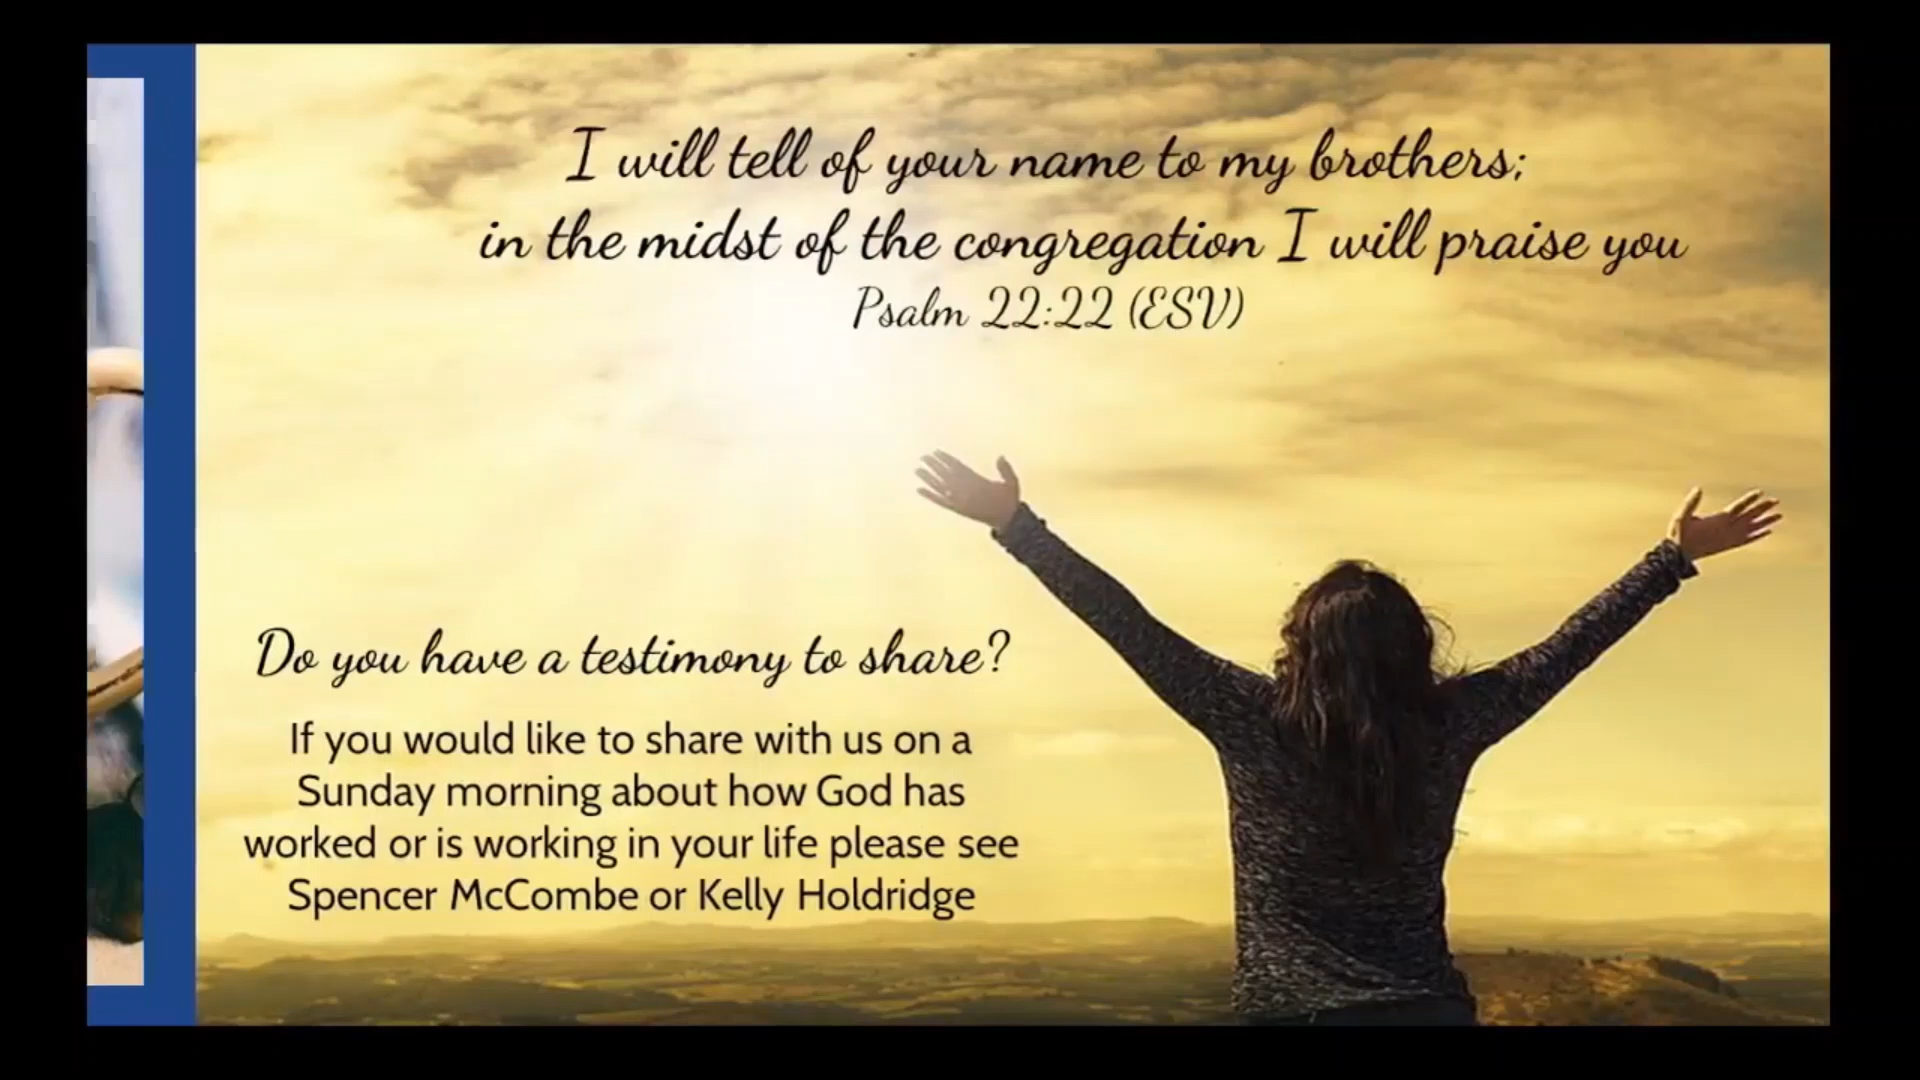 I will tell of your name to my brothers;
in the midst of the congregation I will praise you
Psalm 22:22 (ESV)
Do you have a testimony to share?
If you would like to share with us on a
Sunday morning about how God has
worked or is working in your life please see
Spencer McCombe or Kelly Holdridge